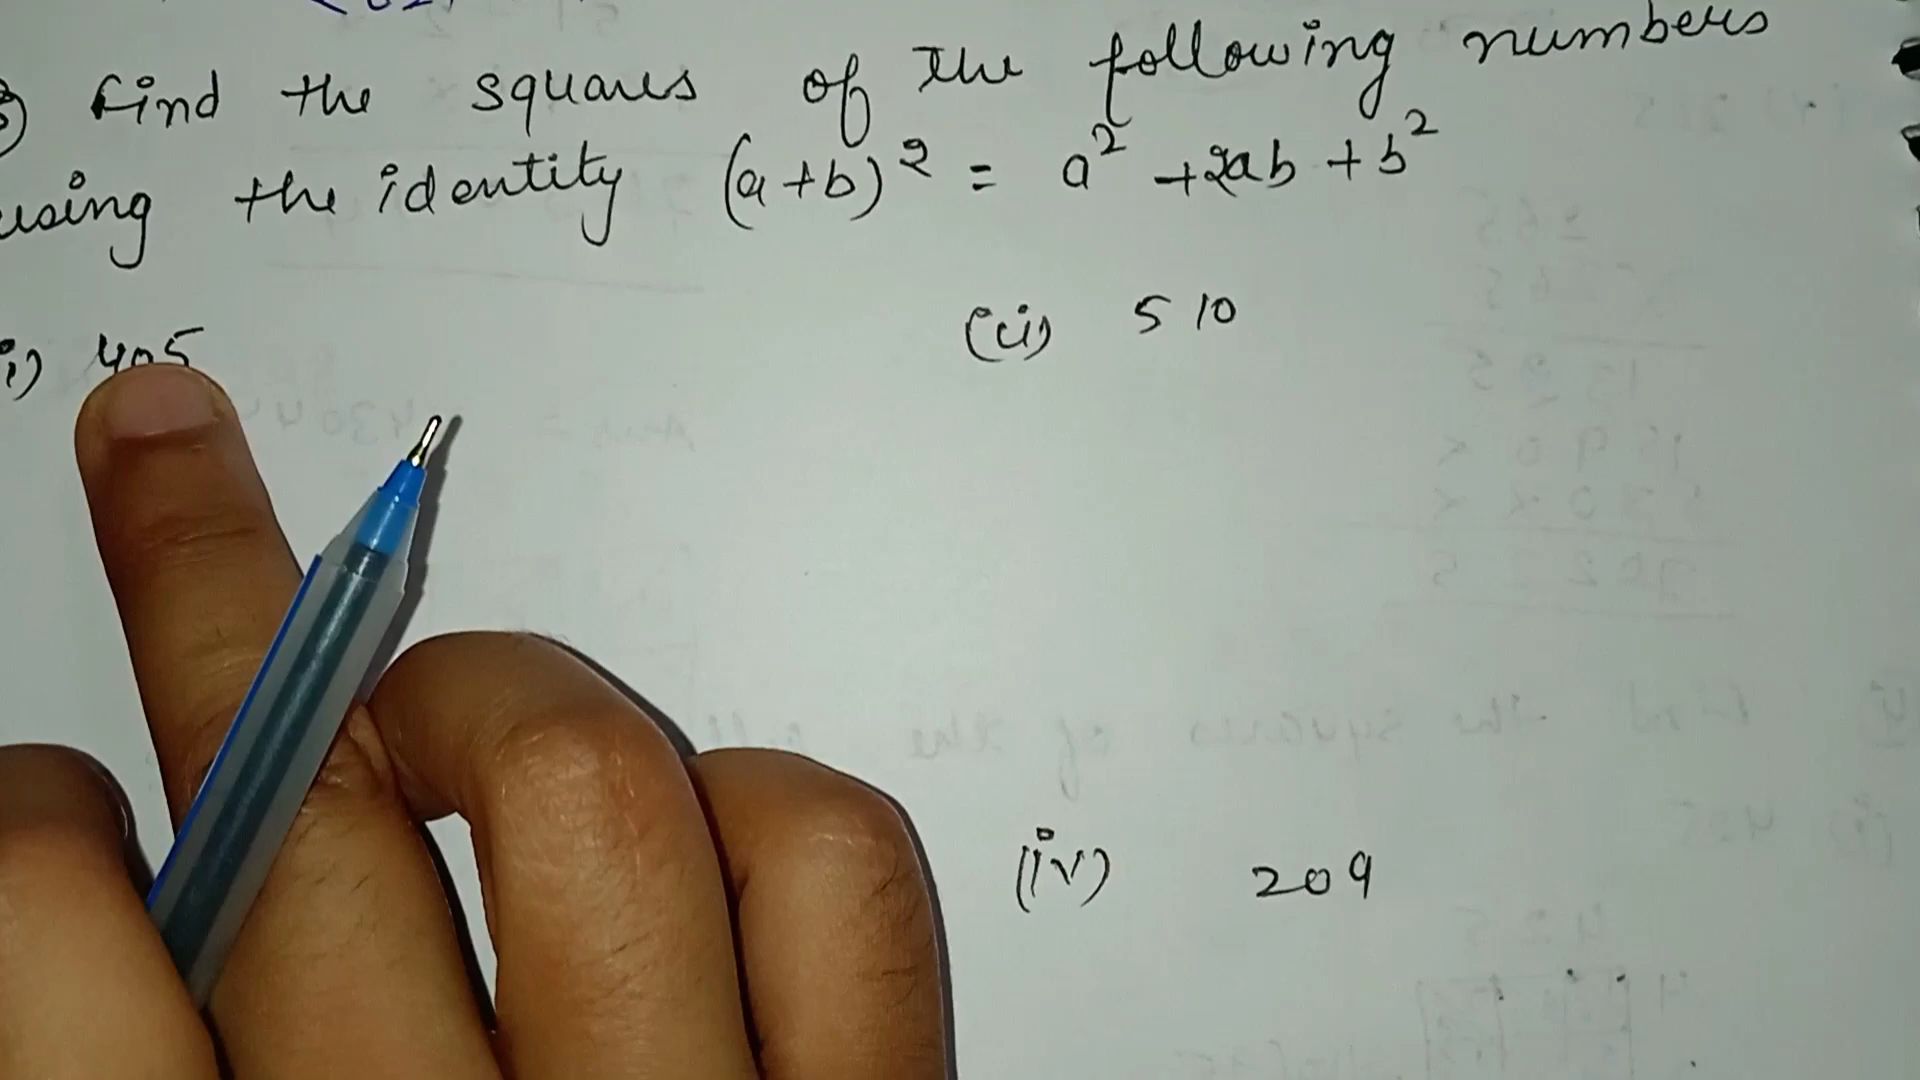 Find the squares of the following numbers
using the identity (a+b)² = a² +2ab +b²
i) 405
(ii) 510
(iv) 209